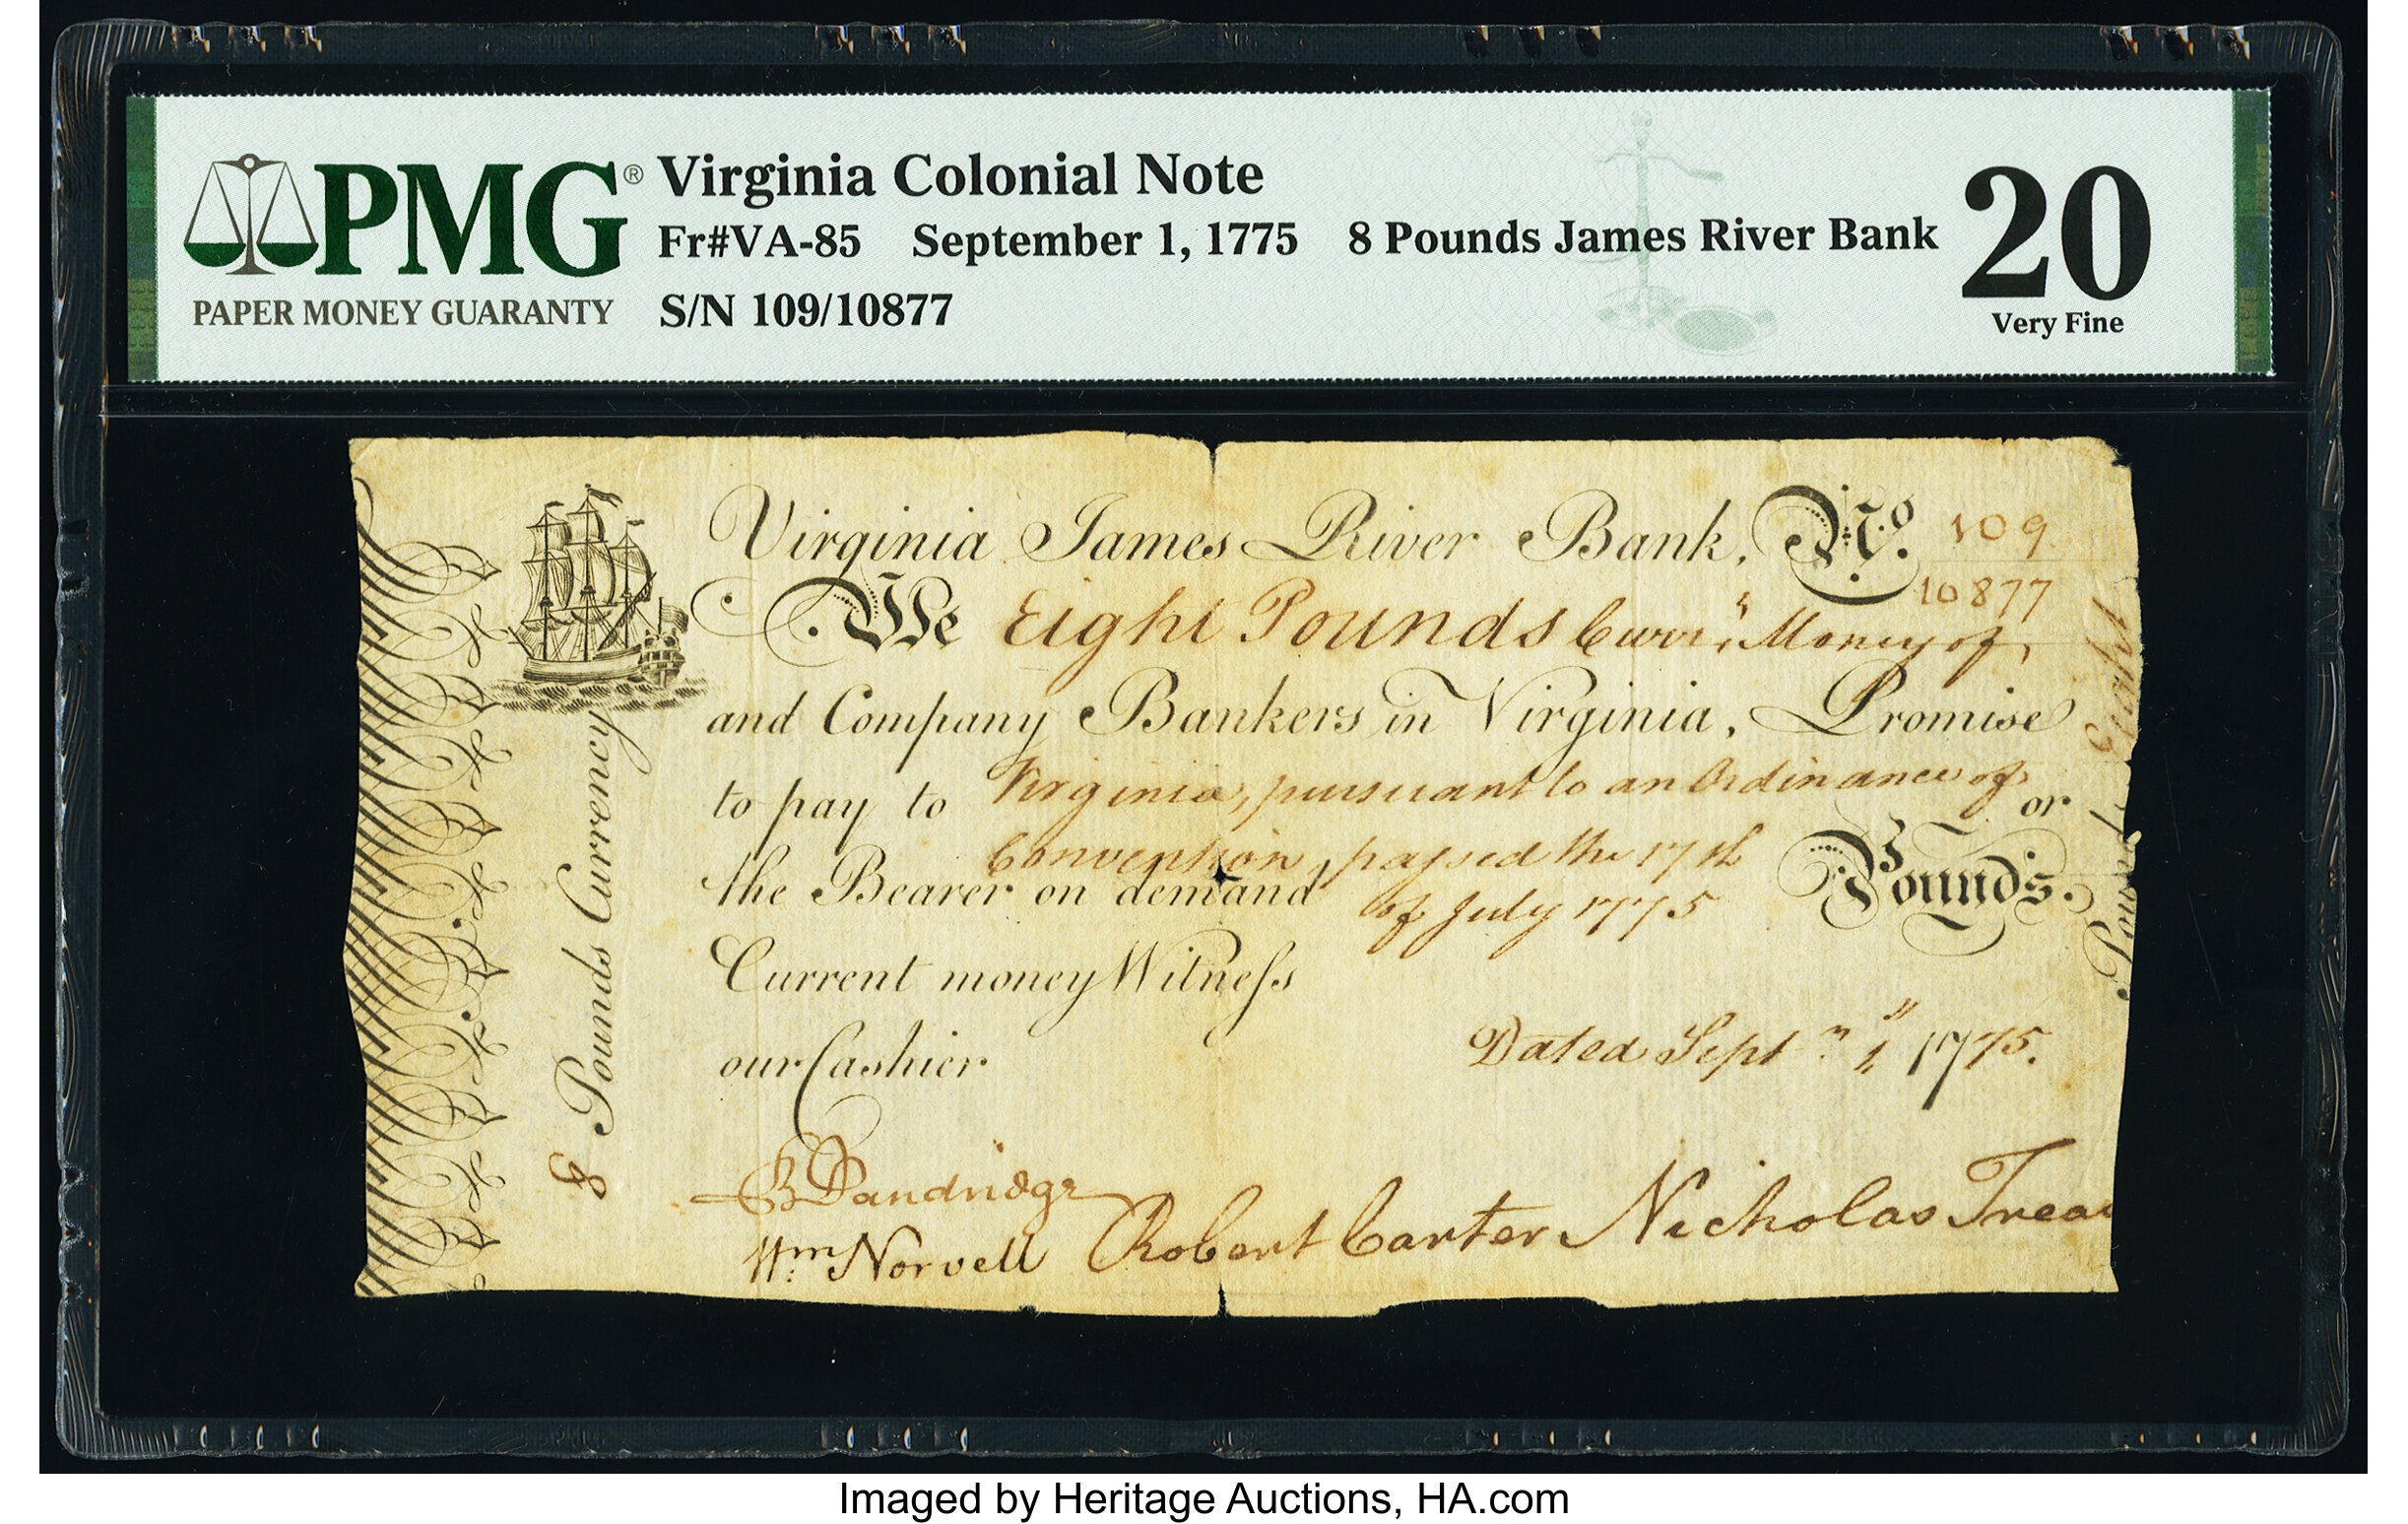 PMG® Virginia Colonial Note
Fr#VA-85 September 1, 1775 8 Pounds James River Bank
PAPER MONEY GUARANTY
S/N 109/10877
20
Very Fine
Virginia James River Bank, No. 109
10877
We Eight Pounds Curr.t Money of,
and Company Bankers in Virginia, Promise
to pay to Virginia, pursuant to an Ordinance of or
Convention, passed the 17th
the Bearer on demand of July 1775 Pounds.
Current money Witneſs
our Cashier
Dated Sept r "1" 1775.
8 Pounds Currency
Eight Pounds
B Dandridge
Wm: Norvell Robert Carter Nicholas Treas
Imaged by Heritage Auctions, HA.com